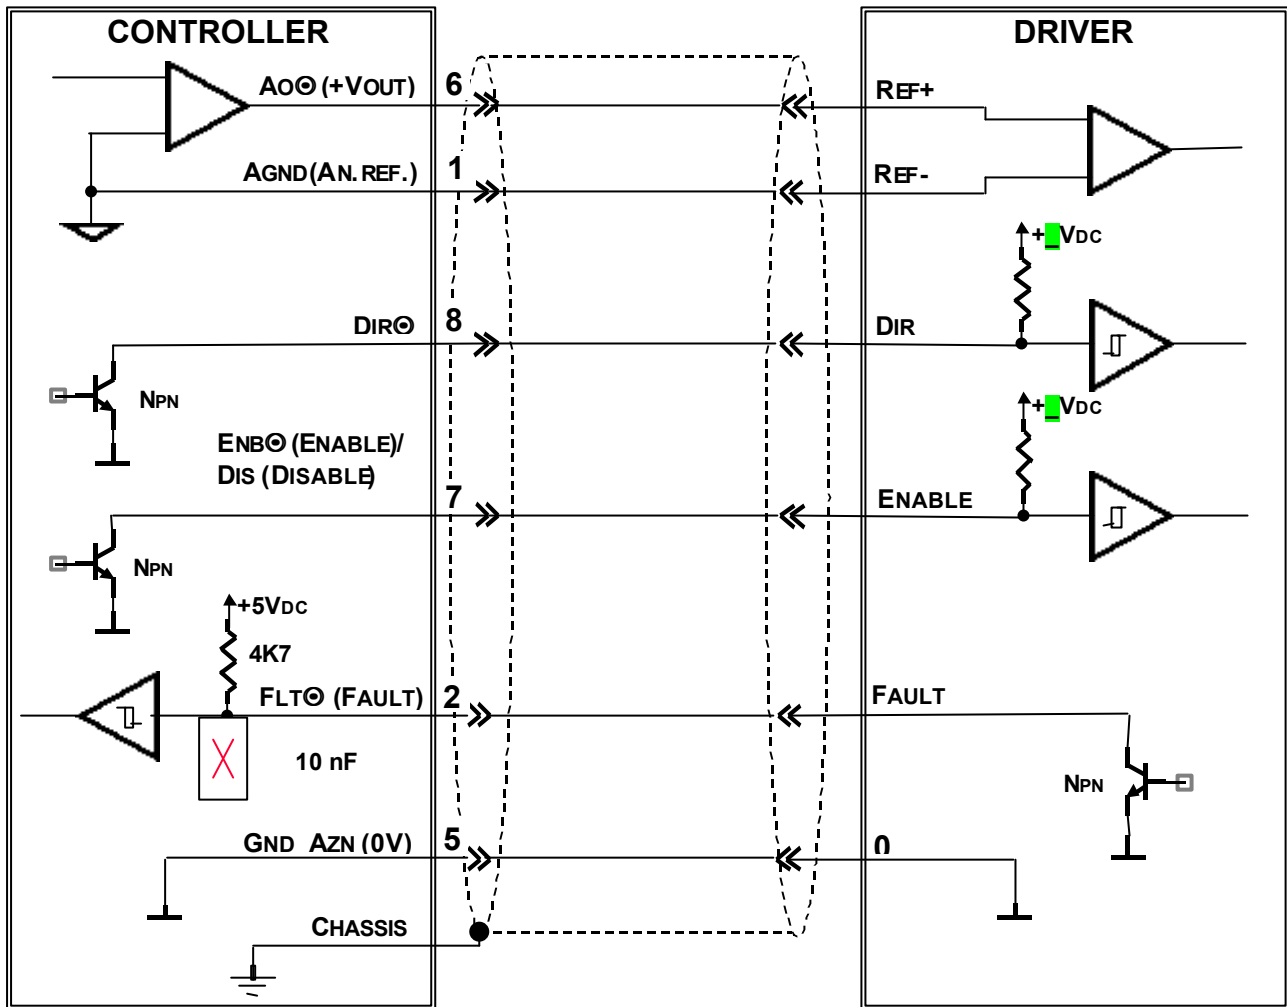 CONTROLLER
DRIVER
AO⊙ (+VOUT) 6
REF+
AGND (AN. REF.) 1
REF-
+_VDC
DIR⊙ 8
DIR
NPN
+_VDC
ENB⊙ (ENABLE)/
DIS (DISABLE)
7
ENABLE
NPN
+5VDC
4K7
FLT⊙ (FAULT) 2
FAULT
10 nF
NPN
GND AZN (0V) 5
0
CHASSIS